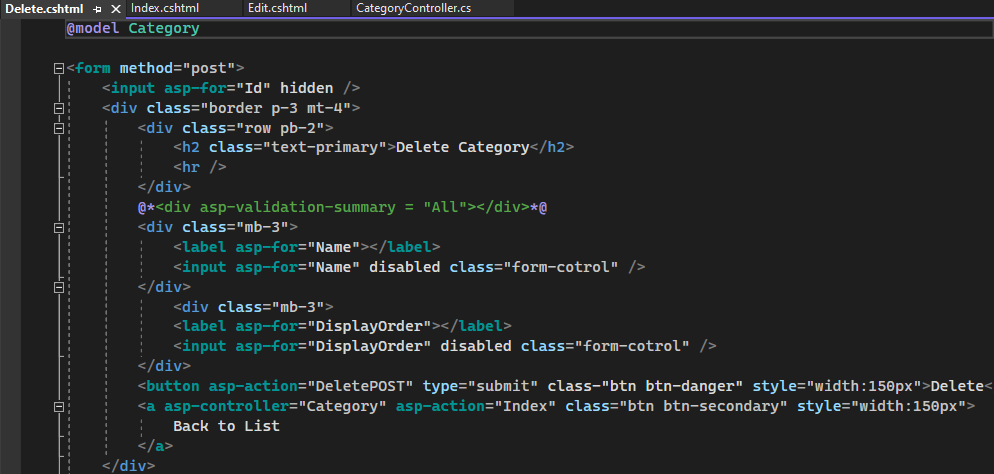 Delete.cshtml Index.cshtml Edit.cshtml CategoryController.cs
@model Category
<form method="post">
<input asp-for="Id" hidden />
<div class="border p-3 mt-4">
<div class="row pb-2">
<h2 class="text-primary">Delete Category</h2>
<hr />
</div>
@*<div asp-validation-summary = "All"></div>*@
<div class="mb-3">
<label asp-for="Name"></label>
<input asp-for="Name" disabled class="form-cotrol" />
</div>
<div class="mb-3">
<label asp-for="DisplayOrder"></label>
<input asp-for="DisplayOrder" disabled class="form-cotrol" />
</div>
<button asp-action="DeletePOST" type="submit" class-"btn btn-danger" style="width:150px">Delete<
<a asp-controller="Category" asp-action="Index" class="btn btn-secondary" style="width:150px">
Back to List
</a>
</div>